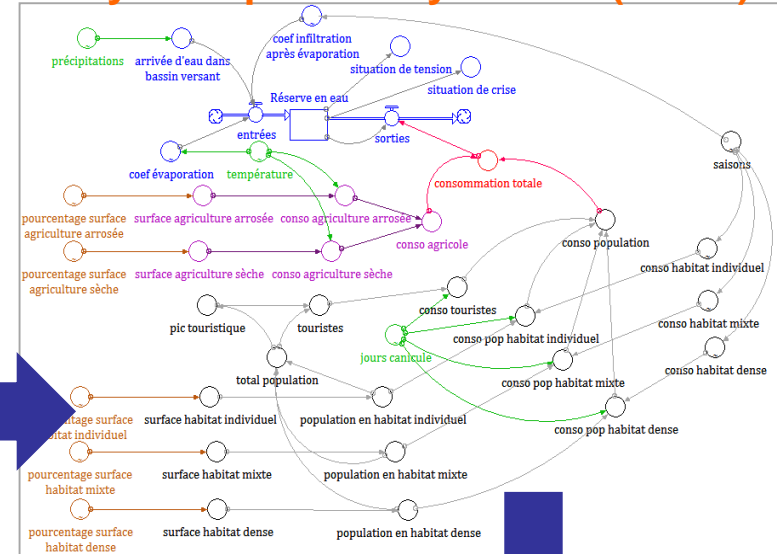 coef infiltration
après évaporation
précipitations
arrivée d'eau dans
bassin versant
situation de tension
situation de crise
Réserve en eau
entrées
sorties
saisons
coef évaporation
température
consommation totale
pourcentage surface
agriculture arrosée
surface agriculture arrosée
conso agriculture arrosée
conso agricole
conso population
pourcentage surface
agriculture sèche
surface agriculture sèche
conso agriculture sèche
conso habitat individuel
conso touristes
pic touristique
touristes
conso pop habitat individuel
conso habitat mixte
jours canicule
total population
conso pop habitat mixte
conso habitat dense
surface
individuel
surface habitat individuel
population en habitat individuel
conso pop habitat dense
pourcentage surface
habitat mixte
surface habitat mixte
population en habitat mixte
pourcentage surface
habitat dense
surface habitat dense
population en habitat dense